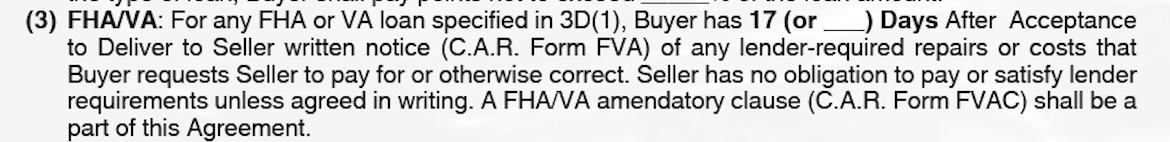 (3) FHA/VA: For any FHA or VA loan specified in 3D(1), Buyer has 17 (or ____) Days After Acceptance
to Deliver to Seller written notice (C.A.R. Form FVA) of any lender-required repairs or costs that
Buyer requests Seller to pay for or otherwise correct. Seller has no obligation to pay or satisfy lender
requirements unless agreed in writing. A FHA/VA amendatory clause (C.A.R. Form FVAC) shall be a
part of this Agreement.